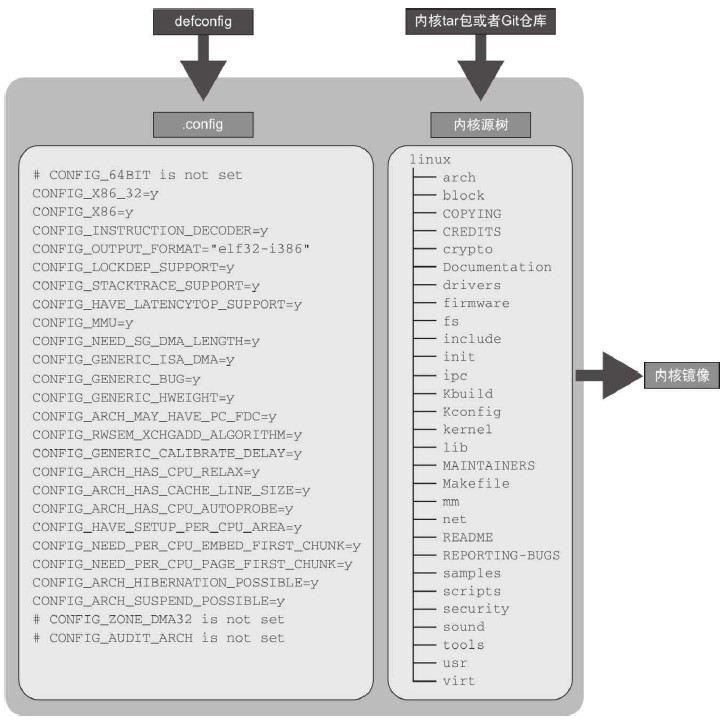 defconfig
内核tar包或者Git仓库
.config
内核源树
# CONFIG_64BIT is not set
CONFIG_X86_32=y
CONFIG_X86=y
CONFIG_INSTRUCTION_DECODER=y
CONFIG_OUTPUT_FORMAT="elf32-i386"
CONFIG_LOCKDEP_SUPPORT=y
CONFIG_STACKTRACE_SUPPORT=y
CONFIG_HAVE_LATENCYTOP_SUPPORT=y
CONFIG_MMU=y
CONFIG_NEED_SG_DMA_LENGTH=y
CONFIG_GENERIC_ISA_DMA=y
CONFIG_GENERIC_BUG=y
CONFIG_GENERIC_HWEIGHT=y
CONFIG_ARCH_MAY_HAVE_PC_FDC=y
CONFIG_RWSEM_XCHGADD_ALGORITHM=y
CONFIG_GENERIC_CALIBRATE_DELAY=y
CONFIG_ARCH_HAS_CPU_RELAX=y
CONFIG_ARCH_HAS_CACHE_LINE_SIZE=y
CONFIG_ARCH_HAS_CPU_AUTOPROBE=y
CONFIG_HAVE_SETUP_PER_CPU_AREA=y
CONFIG_NEED_PER_CPU_EMBED_FIRST_CHUNK=y
CONFIG_NEED_PER_CPU_PAGE_FIRST_CHUNK=y
CONFIG_ARCH_HIBERNATION_POSSIBLE=y
CONFIG_ARCH_SUSPEND_POSSIBLE=y
# CONFIG_ZONE_DMA32 is not set
# CONFIG_AUDIT_ARCH is not set
linux
arch
block
COPYING
CREDITS
crypto
Documentation
drivers
firmware
fs
include
init
ipc
Kbuild
Kconfig
kernel
lib
MAINTAINERS
Makefile
mm
net
README
REPORTING-BUGS
samples
scripts
security
sound
tools
usr
virt
内核镜像